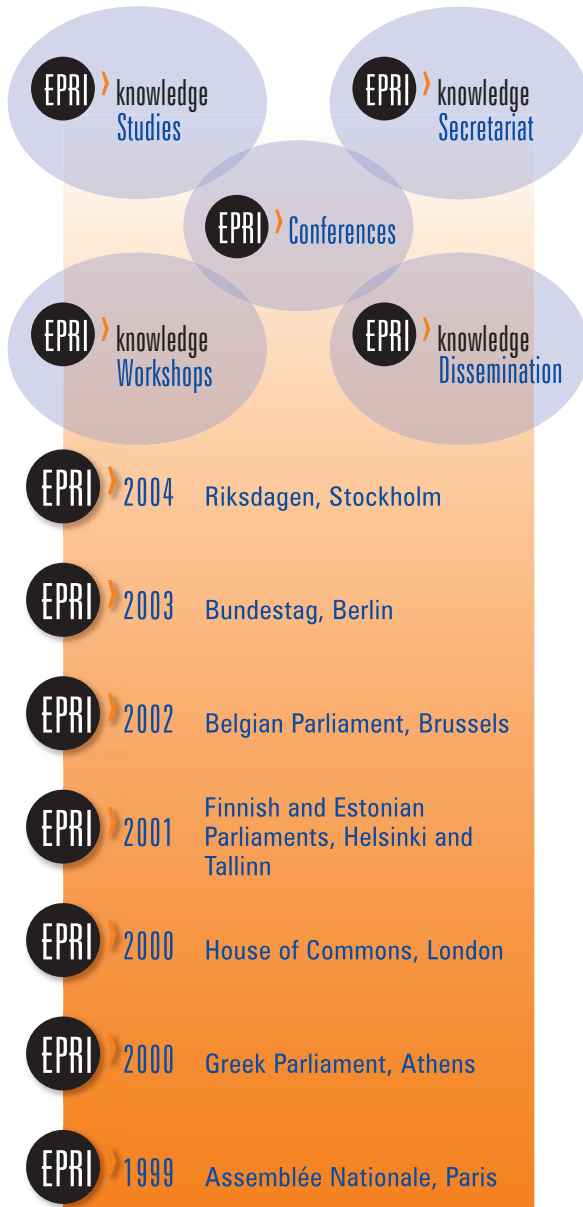 EPRI › knowledge
Studies
EPRI › knowledge
Secretariat
EPRI › Conferences
EPRI › knowledge
Workshops
EPRI › knowledge
Dissemination
EPRI › 2004 Riksdagen, Stockholm
EPRI › 2003 Bundestag, Berlin
EPRI › 2002 Belgian Parliament, Brussels
EPRI › 2001 Finnish and Estonian
Parliaments, Helsinki and
Tallinn
EPRI › 2000 House of Commons, London
EPRI › 2000 Greek Parliament, Athens
EPRI › 1999 Assemblée Nationale, Paris